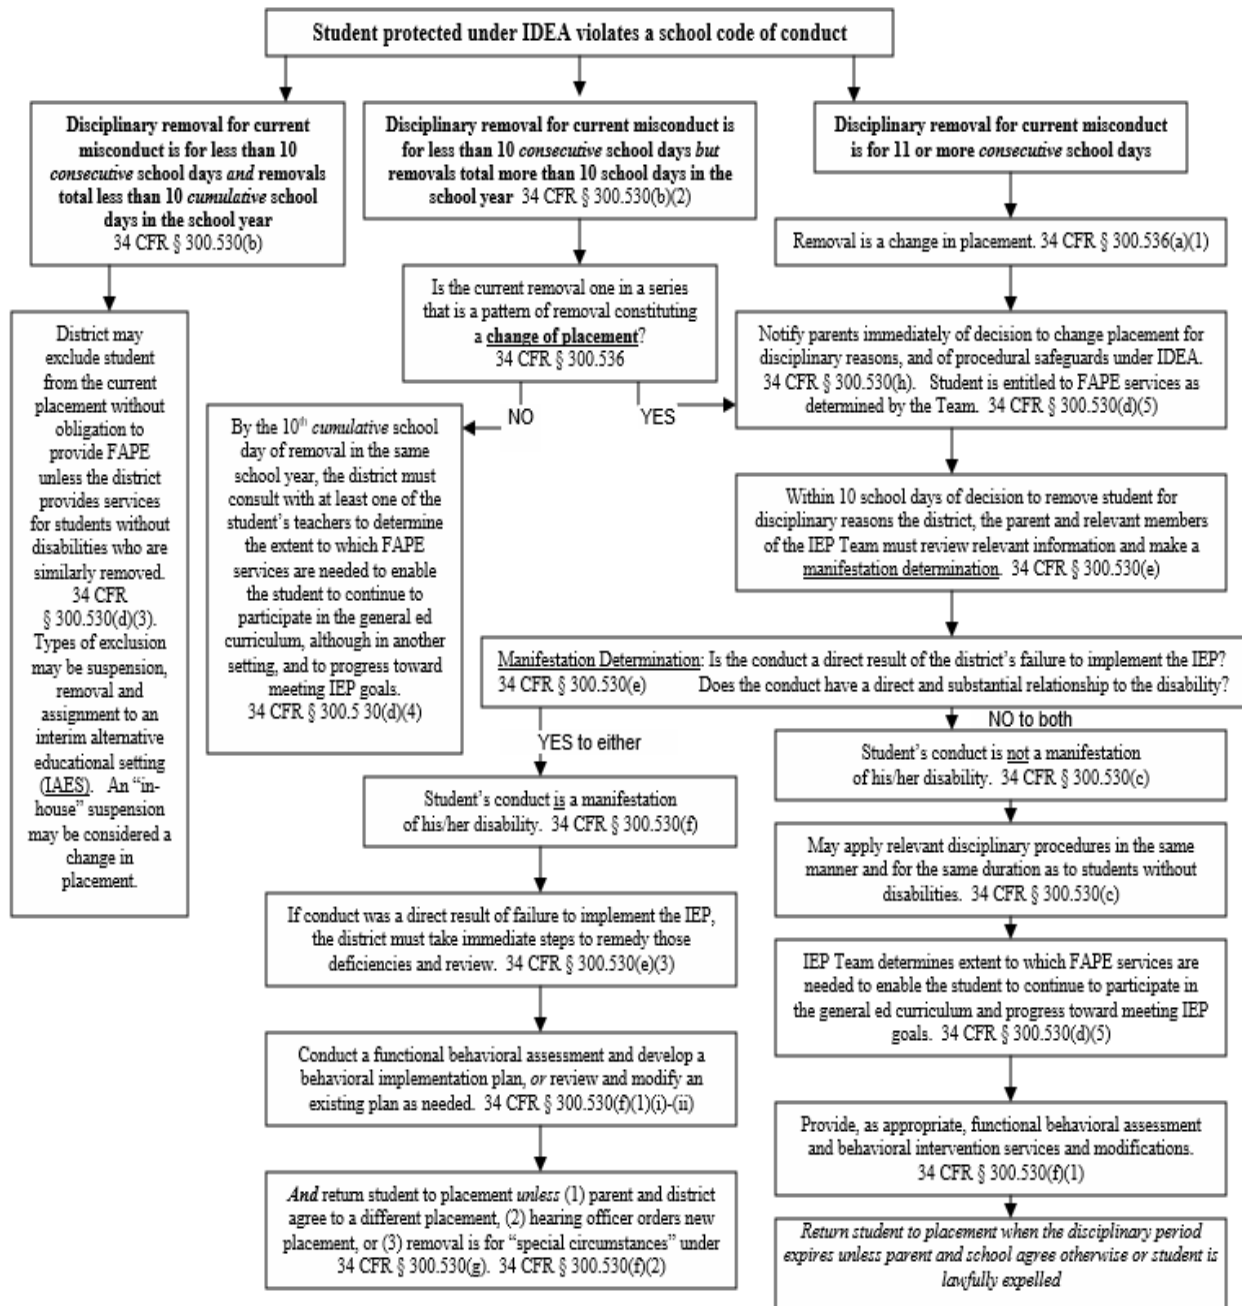 Student protected under IDEA violates a school code of conduct
Disciplinary removal for current
misconduct is for less than 10
consecutive school days and removals
total less than 10 cumulative school
days in the school year
34 CFR § 300.530(b)
Disciplinary removal for current misconduct is
for less than 10 consecutive school days but
removals total more than 10 school days in the
school year 34 CFR § 300.530(b)(2)
Disciplinary removal for current misconduct
is for 11 or more consecutive school days
Removal is a change in placement. 34 CFR § 300.536(a)(1)
Is the current removal one in a series
that is a pattern of removal constituting
a change of placement?
34 CFR § 300.536
NO
YES
District may
exclude student
from the current
placement without
obligation to
provide FAPE
unless the district
provides services
for students without
disabilities who are
similarly removed.
34 CFR
§ 300.530(d)(3).
Types of exclusion
may be suspension,
removal and
assignment to an
interim alternative
educational setting
(IAES). An “in-
house” suspension
may be considered a
change in
placement.
By the 10th cumulative school
day of removal in the same
school year, the district must
consult with at least one of the
student’s teachers to determine
the extent to which FAPE
services are needed to enable
the student to continue to
participate in the general ed
curriculum, although in another
setting, and to progress toward
meeting IEP goals.
34 CFR § 300.5 30(d)(4)
Notify parents immediately of decision to change placement for
disciplinary reasons, and of procedural safeguards under IDEA.
34 CFR § 300.530(h). Student is entitled to FAPE services as
determined by the Team. 34 CFR § 300.530(d)(5)
Within 10 school days of decision to remove student for
disciplinary reasons the district, the parent and relevant members
of the IEP Team must review relevant information and make a
manifestation determination. 34 CFR § 300.530(e)
Manifestation Determination: Is the conduct a direct result of the district’s failure to implement the IEP?
34 CFR § 300.530(e) Does the conduct have a direct and substantial relationship to the disability?
YES to either
NO to both
Student’s conduct is a manifestation
of his/her disability. 34 CFR § 300.530(f)
If conduct was a direct result of failure to implement the IEP,
the district must take immediate steps to remedy those
deficiencies and review. 34 CFR § 300.530(e)(3)
Conduct a functional behavioral assessment and develop a
behavioral implementation plan, or review and modify an
existing plan as needed. 34 CFR § 300.530(f)(1)(i)-(ii)
And return student to placement unless (1) parent and district
agree to a different placement, (2) hearing officer orders new
placement, or (3) removal is for “special circumstances” under
34 CFR § 300.530(g). 34 CFR § 300.530(f)(2)
Student’s conduct is not a manifestation
of his/her disability. 34 CFR § 300.530(c)
May apply relevant disciplinary procedures in the same
manner and for the same duration as to students without
disabilities. 34 CFR § 300.530(c)
IEP Team determines extent to which FAPE services are
needed to enable the student to continue to participate in
the general ed curriculum and progress toward meeting IEP
goals. 34 CFR § 300.530(d)(5)
Provide, as appropriate, functional behavioral assessment
and behavioral intervention services and modifications.
34 CFR § 300.530(f)(1)
Return student to placement when the disciplinary period
expires unless parent and school agree otherwise or student is
lawfully expelled